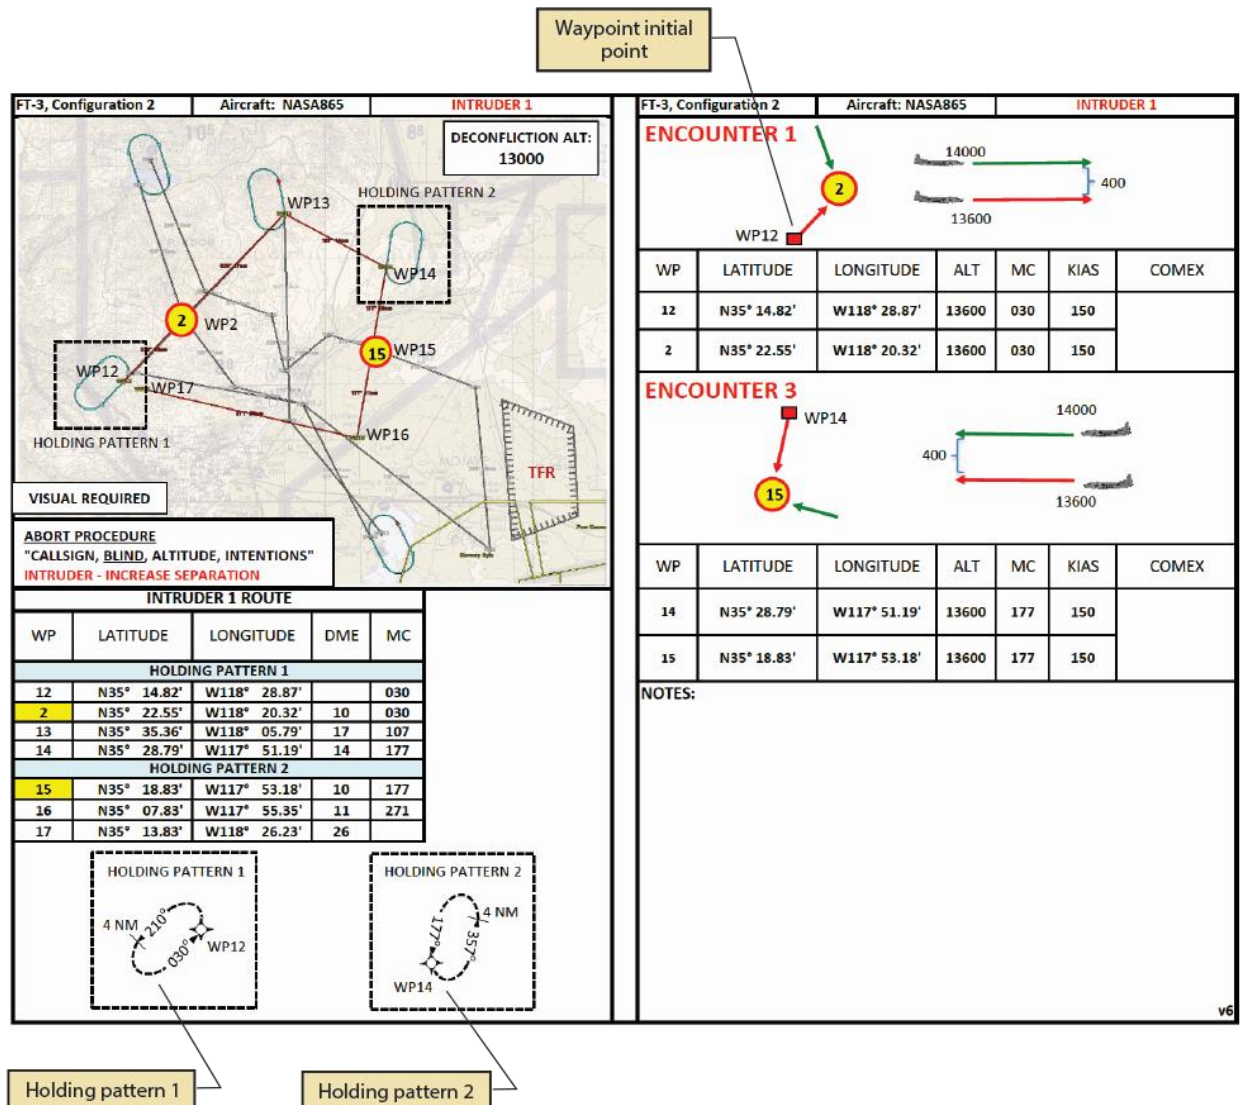 Waypoint initial
point
FT-3, Configuration 2 Aircraft: NASA865 INTRUDER 1
DECONFLICTION ALT:
13000
HOLDING PATTERN 2
WP13
WP14
2 WP2
15 WP15
WP12
WP17
WP16
HOLDING PATTERN 1
TFR
VISUAL REQUIRED
ABORT PROCEDURE
"CALLSIGN, BLIND, ALTITUDE, INTENTIONS"
INTRUDER - INCREASE SEPARATION
INTRUDER 1 ROUTE
WP LATITUDE LONGITUDE DME MC
HOLDING PATTERN 1
12 N35° 14.82' W118° 28.87' 030
2 N35° 22.55' W118° 20.32' 10 030
13 N35° 35.36' W118° 05.79' 17 107
14 N35° 28.79' W117° 51.19' 14 177
HOLDING PATTERN 2
15 N35° 18.83' W117° 53.18' 10 177
16 N35° 07.83' W117° 55.35' 11 271
17 N35° 13.83' W118° 26.23' 26
HOLDING PATTERN 1
4 NM
210°
030°
WP12
HOLDING PATTERN 2
4 NM
177°
357°
WP14
Holding pattern 1
Holding pattern 2
FT-3, Configuration 2 Aircraft: NASA865 INTRUDER 1
ENCOUNTER 1
14000
2
400
13600
WP12
WP LATITUDE LONGITUDE ALT MC KIAS COMEX
12 N35° 14.82' W118° 28.87' 13600 030 150
2 N35° 22.55' W118° 20.32' 13600 030 150
ENCOUNTER 3
WP14
14000
400
15
13600
WP LATITUDE LONGITUDE ALT MC KIAS COMEX
14 N35° 28.79' W117° 51.19' 13600 177 150
15 N35° 18.83' W117° 53.18' 13600 177 150
NOTES:
v6